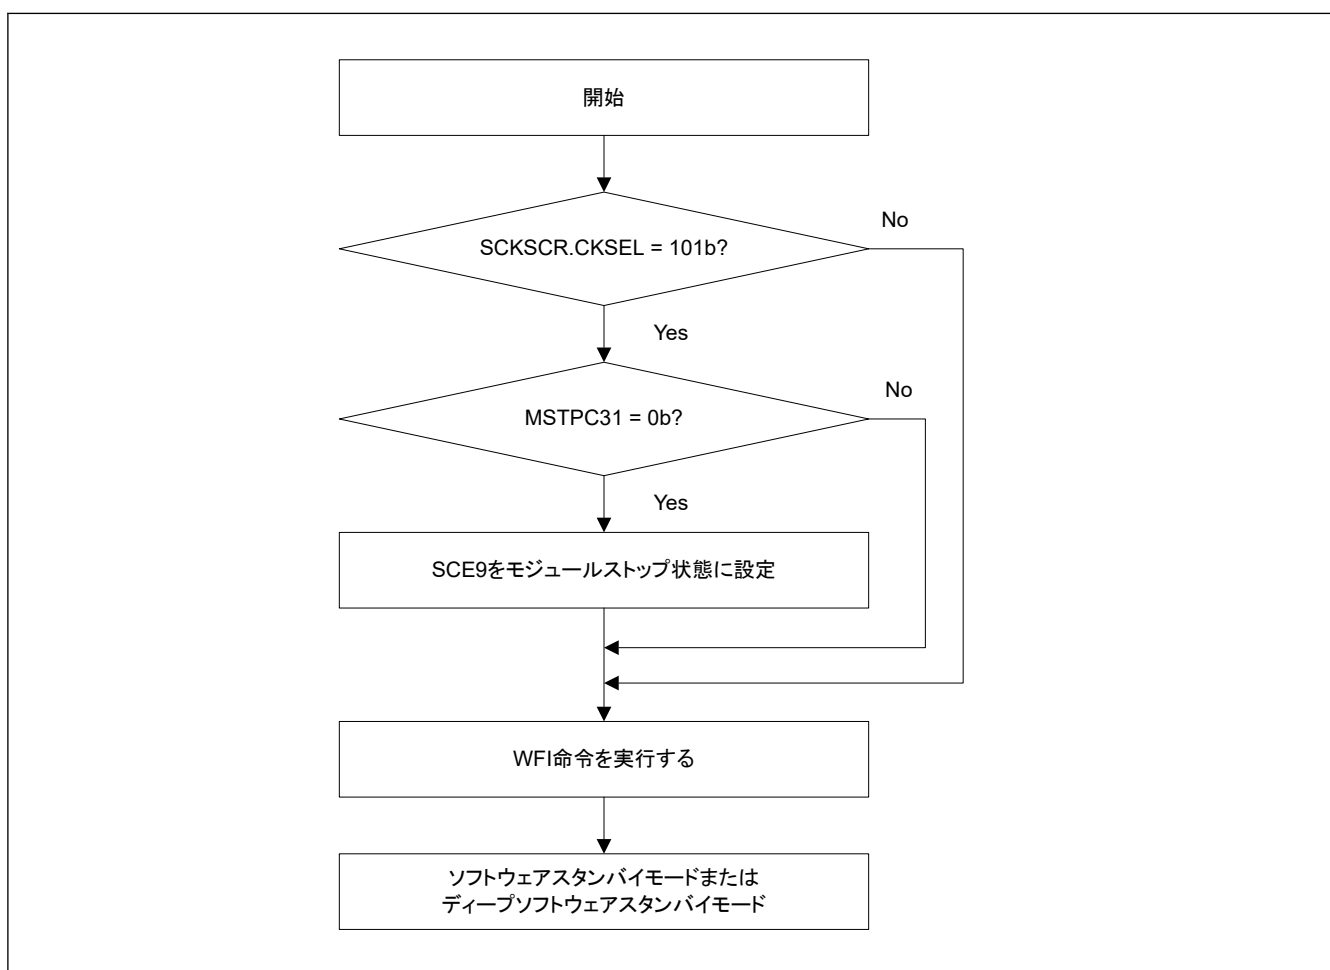 開始
SCKSCR.CKSEL = 101b?
No
Yes
MSTPC31 = 0b?
No
Yes
SCE9をモジュールストップ状態に設定
WFI命令を実行する
ソフトウェアスタンバイモードまたは
ディープソフトウェアスタンバイモード